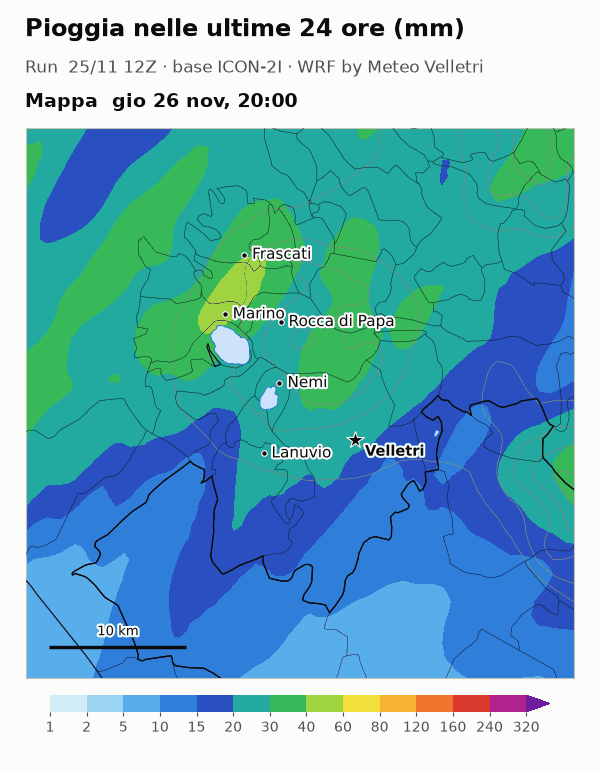 Pioggia nelle ultime 24 ore (mm)
Run  25/11 12Z · base ICON-2I · WRF by Meteo Velletri
Mappa  gio 26 nov, 20:00
Frascati
Marino
Rocca di Papa
Nemi
Velletri
Lanuvio
10 km
1 2 5 10 15 20 30 40 60 80 120 160 240 320